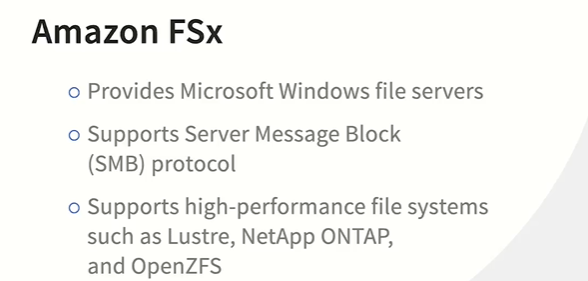 Amazon FSx
Provides Microsoft Windows file servers
Supports Server Message Block
(SMB) protocol
Supports high-performance file systems
such as Lustre, NetApp ONTAP,
and OpenZFS